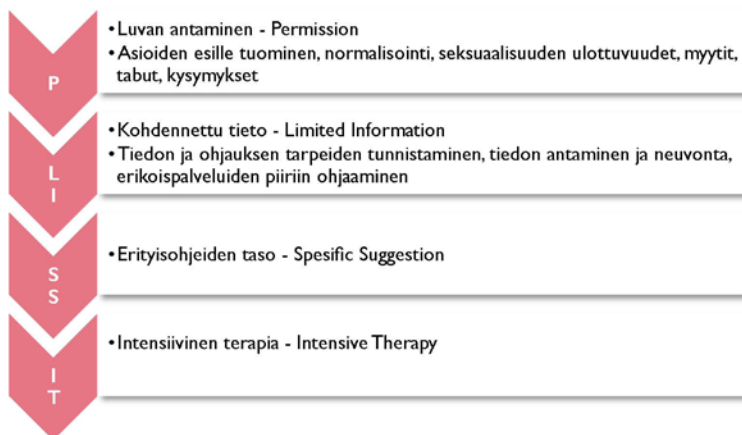 P
• Luvan antaminen - Permission
• Asioiden esille tuominen, normalisointi, seksuaalisuuden ulottuvuudet, myytit,
tabut, kysymykset
L
I
• Kohdennettu tieto - Limited Information
• Tiedon ja ohjauksen tarpeiden tunnistaminen, tiedon antaminen ja neuvonta,
erikoispalveluiden piiriin ohjaaminen
S
S
• Erityisohjeiden taso - Spesific Suggestion
I
T
• Intensiivinen terapia - Intensive Therapy